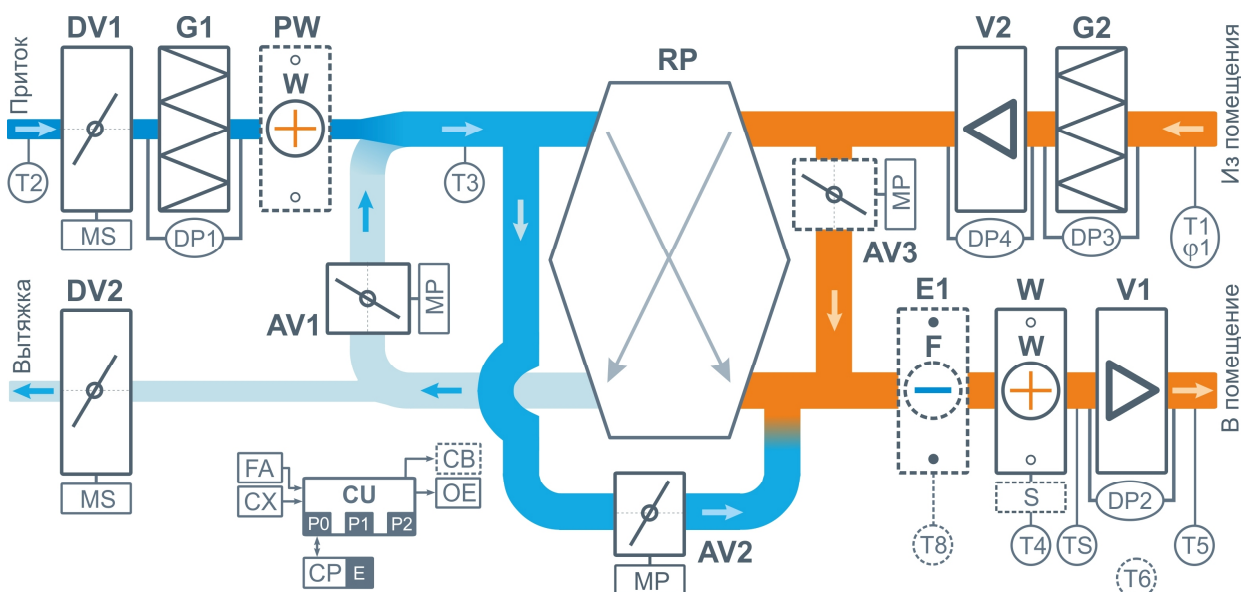 DV1
G1
PW
RP
V2
G2
Приток
W
Из помещения
T2
T3
MS
DP1
MP
DP4
DP3
T1
φ1
AV3
DV2
Вытяжка
AV1
MP
E1
W
V1
F
W
В помещение
MS
FA
CX
CU
P0
P1
P2
CB
OE
CP
E
AV2
MP
S
DP2
T8
T4
TS
T5
T6